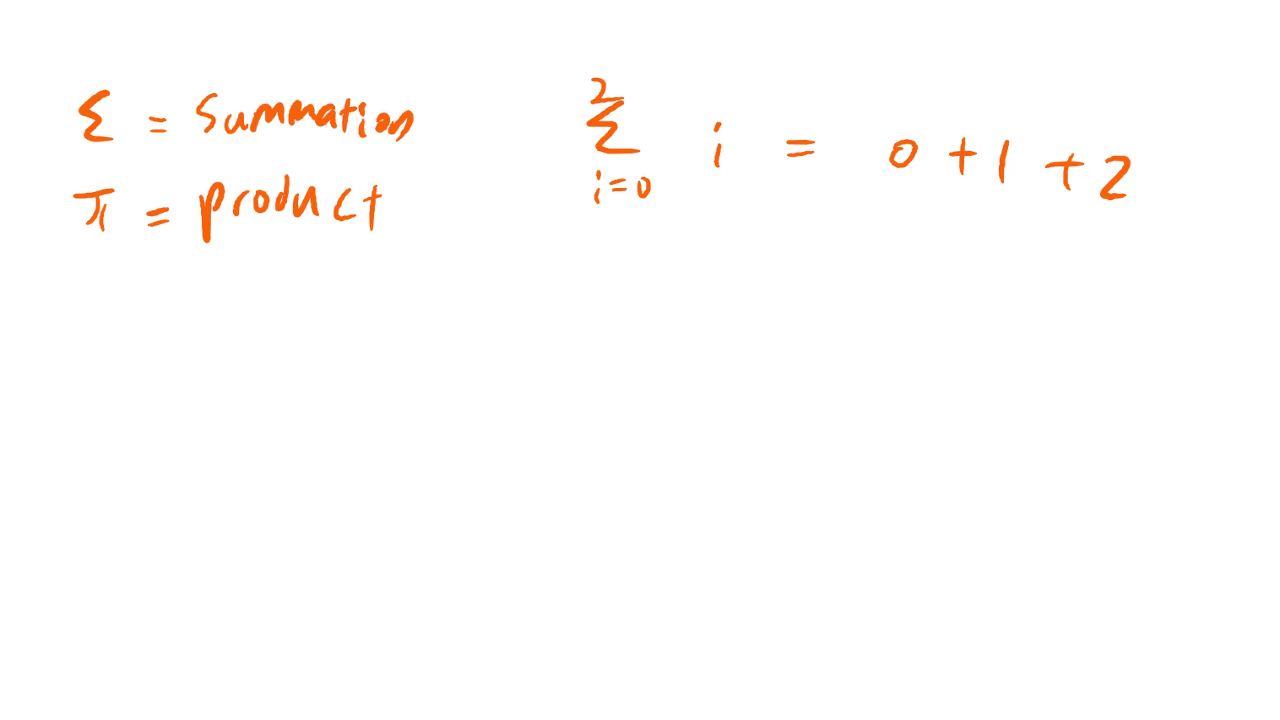 Σ = Summation
π = product
2
Σ i = 0 + 1 + 2
i=0